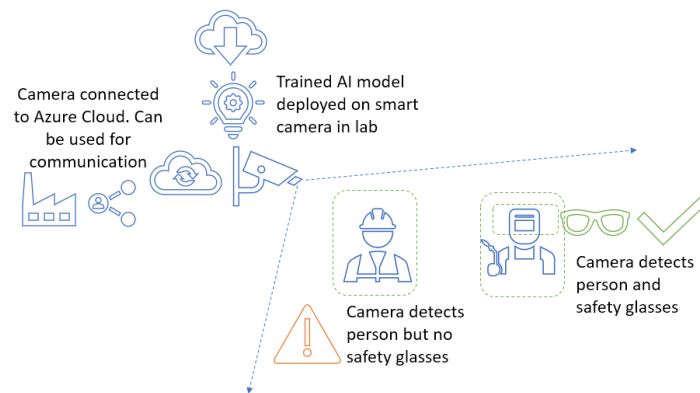 Camera connected
to Azure Cloud. Can
be used for
communication
Trained AI model
deployed on smart
camera in lab
Camera detects
person but no
safety glasses
Camera detects
person and
safety glasses